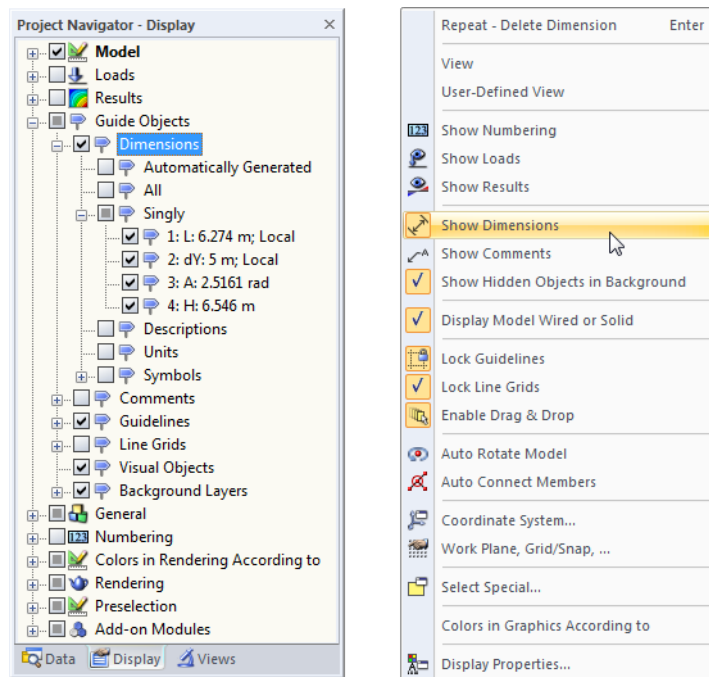 Project Navigator - Display
Model
Loads
Results
Guide Objects
Dimensions
Automatically Generated
All
Singly
1: L: 6.274 m; Local
2: dY: 5 m; Local
3: A: 2.5161 rad
4: H: 6.546 m
Descriptions
Units
Symbols
Comments
Guidelines
Line Grids
Visual Objects
Background Layers
General
123 Numbering
Colors in Rendering According to
Rendering
Preselection
Add-on Modules
Data Display Views
Repeat - Delete Dimension Enter
View
User-Defined View
123 Show Numbering
Show Loads
Show Results
Show Dimensions
A Show Comments
Show Hidden Objects in Background
Display Model Wired or Solid
Lock Guidelines
Lock Line Grids
Enable Drag & Drop
Auto Rotate Model
Auto Connect Members
Coordinate System...
Work Plane, Grid/Snap, ...
Select Special...
Colors in Graphics According to
Display Properties...